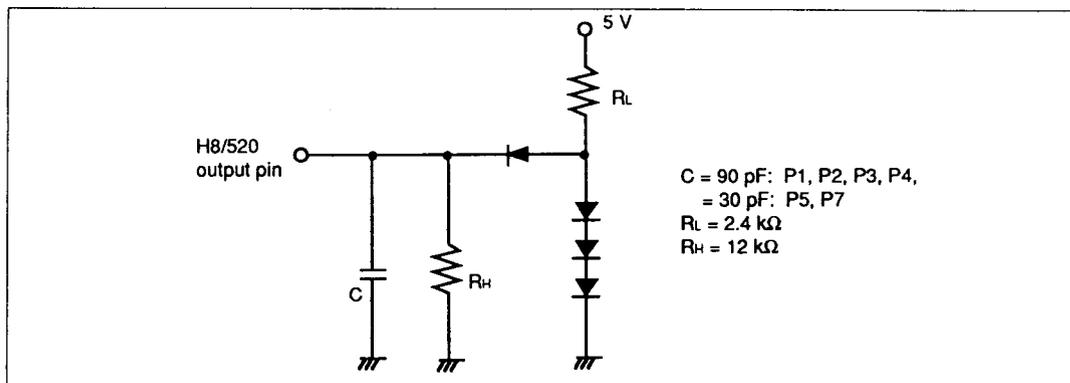 5 V
RL
H8/520
output pin
C = 90 pF: P1, P2, P3, P4,
= 30 pF: P5, P7
RL = 2.4 kΩ
RH = 12 kΩ
C
RH